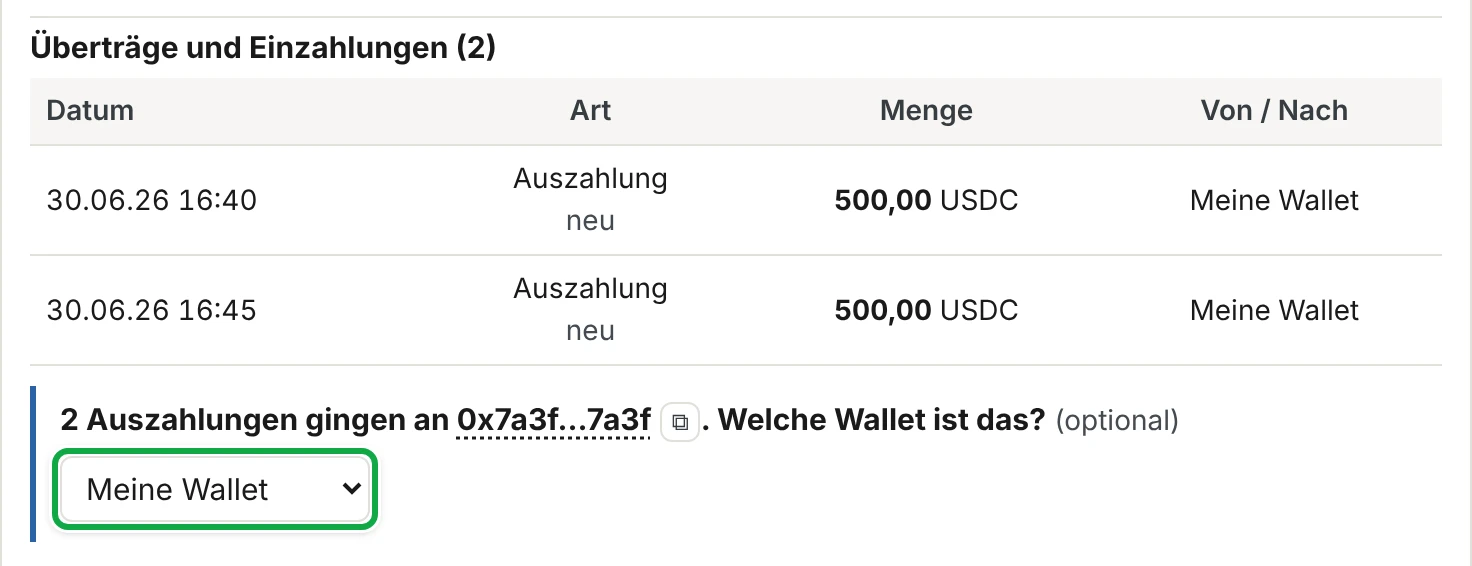 Überträge und Einzahlungen (2)
Datum Art Menge Von / Nach
30.06.26 16:40 Auszahlung neu 500,00 USDC Meine Wallet
30.06.26 16:45 Auszahlung neu 500,00 USDC Meine Wallet
2 Auszahlungen gingen an 0x7a3f…7a3f . Welche Wallet ist das? (optional)
Meine Wallet